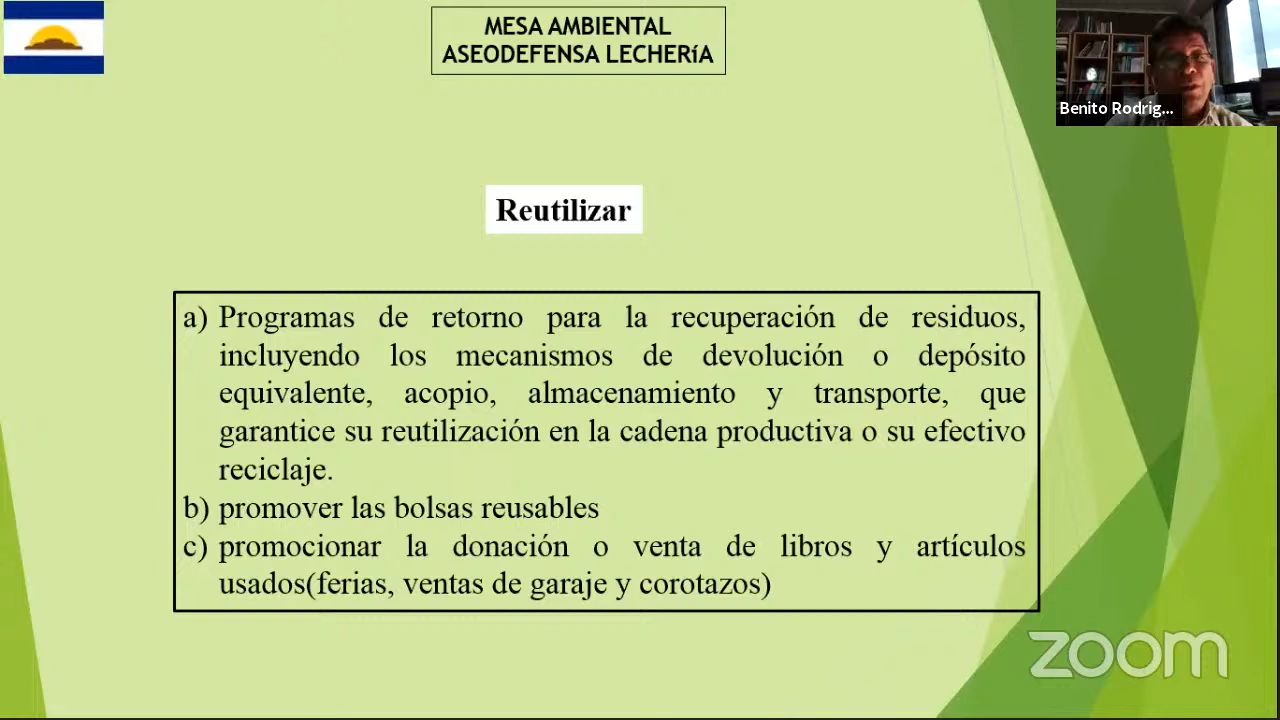 MESA AMBIENTAL
ASEODEFENSA LECHERíA
Benito Rodrig...
Reutilizar
a) Programas de retorno para la recuperación de residuos,
incluyendo los mecanismos de devolución o depósito
equivalente, acopio, almacenamiento y transporte, que
garantice su reutilización en la cadena productiva o su efectivo
reciclaje.
b) promover las bolsas reusables
c) promocionar la donación o venta de libros y artículos
usados(ferias, ventas de garaje y corotazos)
zoom